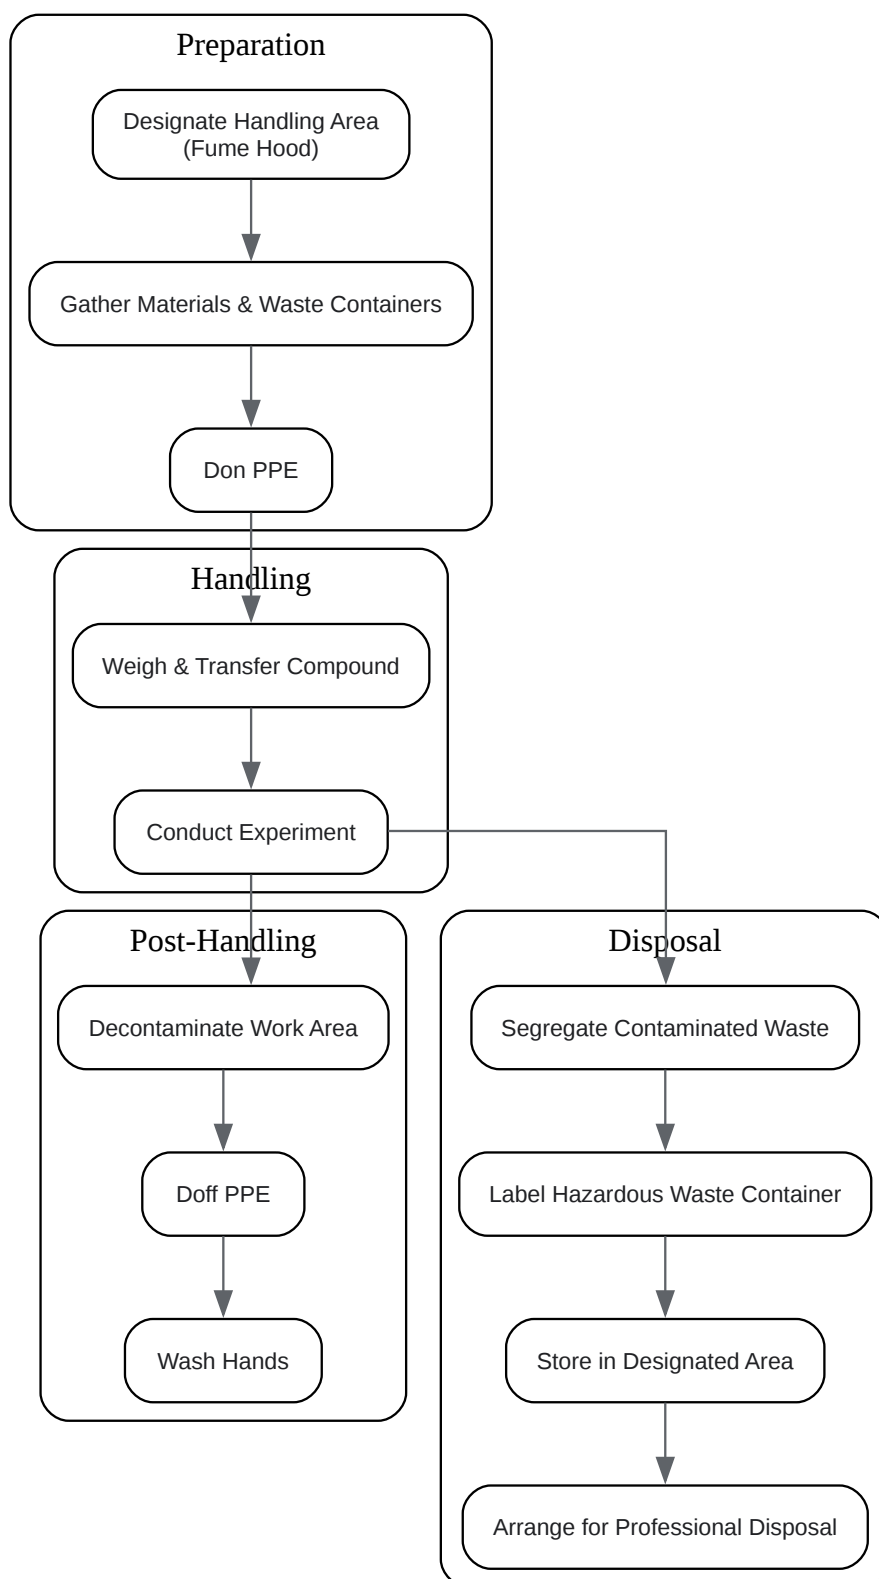 Preparation
Designate Handling Area
(Fume Hood)
Gather Materials & Waste Containers
Don PPE
Handling
Weigh & Transfer Compound
Conduct Experiment
Post-Handling
Decontaminate Work Area
Doff PPE
Wash Hands
Disposal
Segregate Contaminated Waste
Label Hazardous Waste Container
Store in Designated Area
Arrange for Professional Disposal